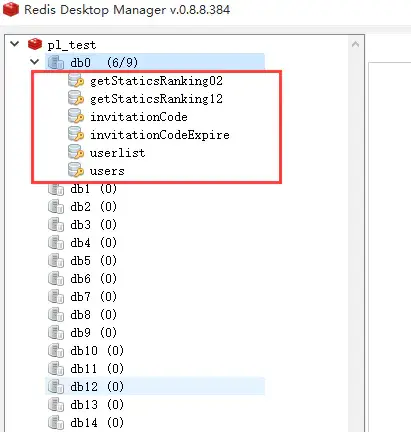 Redis Desktop Manager v.0.8.8.384
pl_test
db0 (6/9)
getStaticsRanking02
getStaticsRanking12
invitationCode
invitationCodeExpire
userlist
users
db1 (0)
db2 (0)
db3 (0)
db4 (0)
db5 (0)
db6 (0)
db7 (0)
db8 (0)
db9 (0)
db10 (0)
db11 (0)
db12 (0)
db13 (0)
db14 (0)